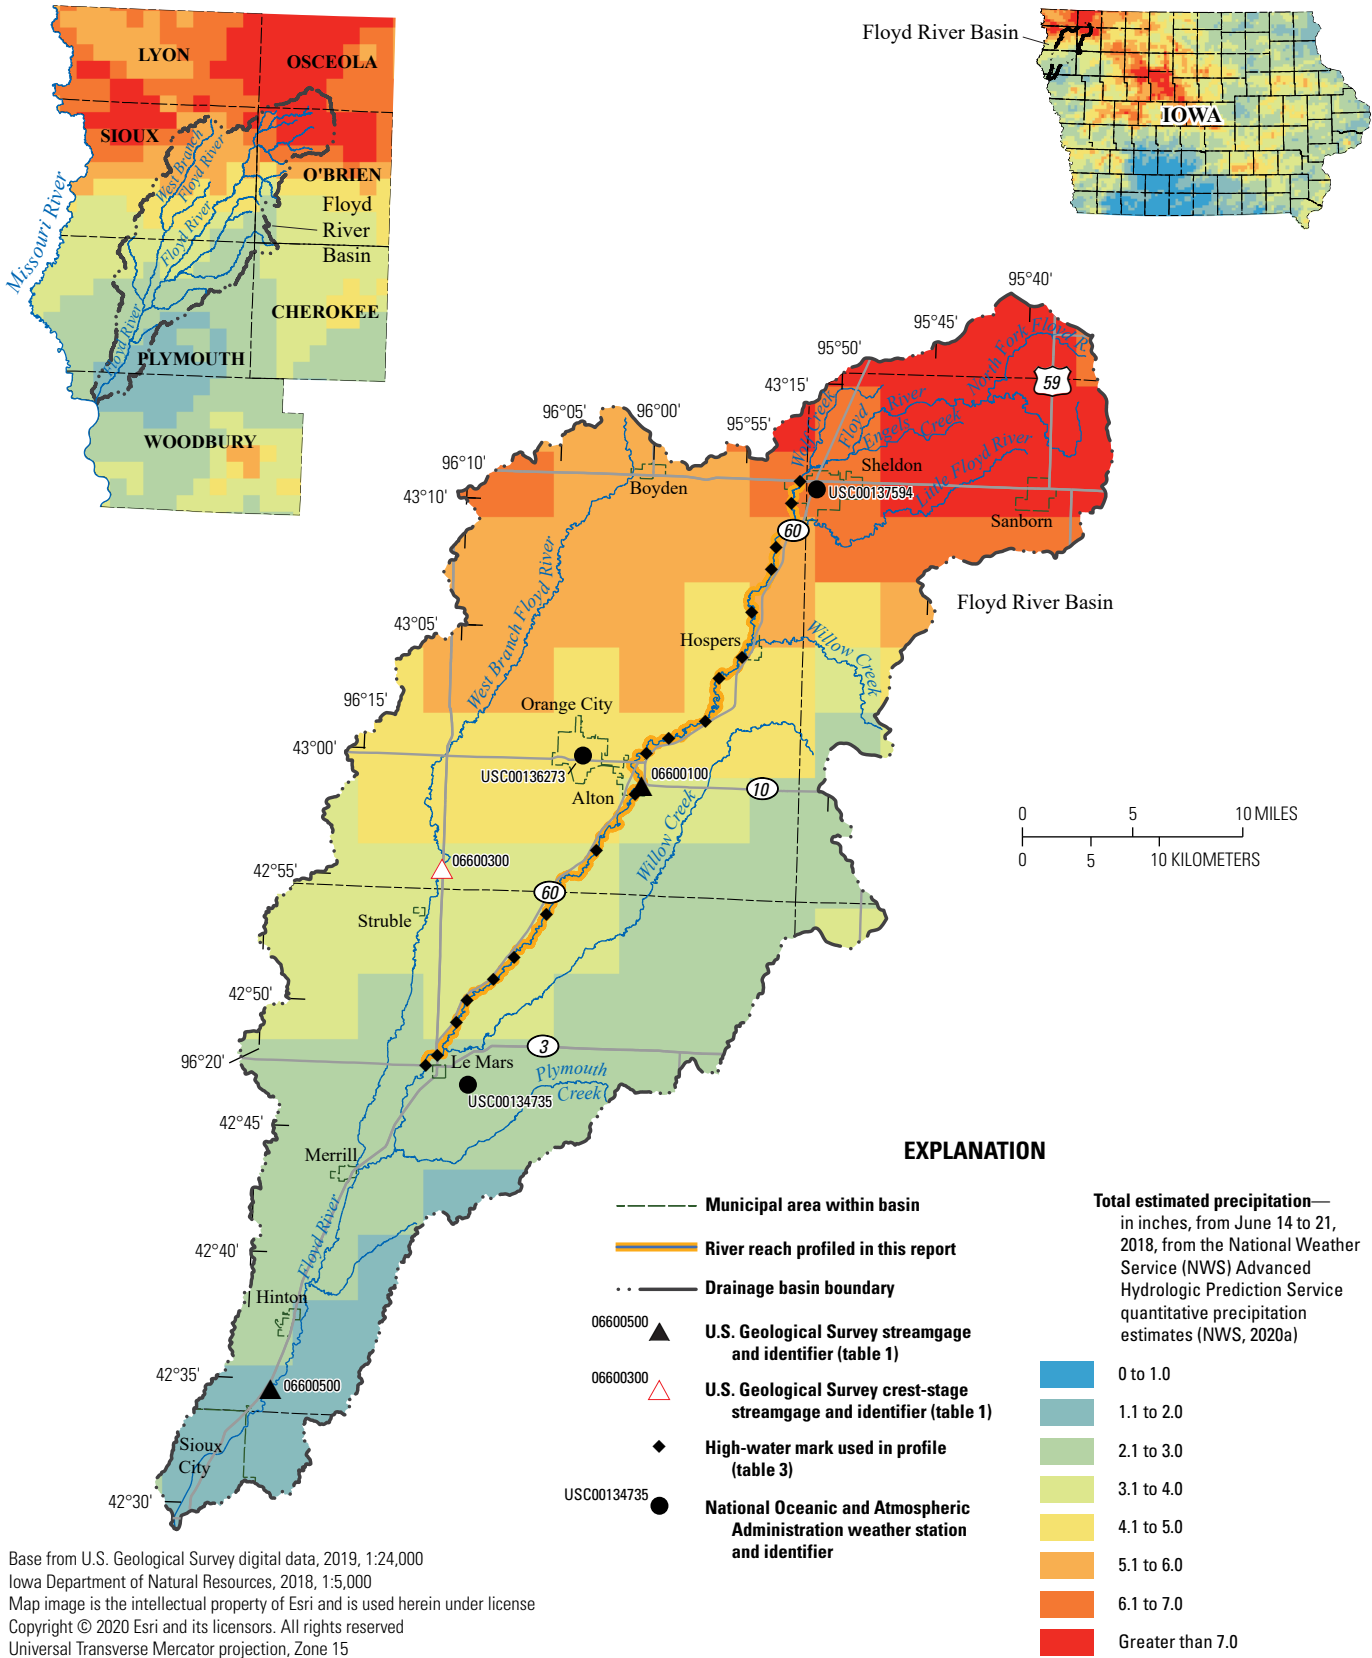 LYON
OSCEOLA
SIOUX
West Branch
Floyd River
O'BRIEN
Floyd
River
Basin
Missouri River
Floyd River
CHEROKEE
Floyd River
PLYMOUTH
WOODBURY
Floyd River Basin
IOWA
95°40'
95°45'
95°50'
43°15'
North Fork Floyd R.
59
96°05'
96°00'
95°55'
Wolf Creek
Floyd River
Engels Creek
Little Floyd River
Sheldon
96°10'
43°10'
Boyden
USC00137594
Sanborn
60
West Branch Floyd River
Floyd River Basin
43°05'
Hospers
Willow Creek
96°15'
Orange City
43°00'
USC00136273
06600100
Alton
10
Willow Creek
0 5 10 MILES
0 5 10 KILOMETERS
06600300
42°55'
60
Struble
42°50'
3
96°20'
Le Mars
Plymouth
Creek
USC00134735
42°45'
Merrill
Floyd River
42°40'
Hinton
42°35'
06600500
Sioux
City
42°30'
EXPLANATION
Municipal area within basin
River reach profiled in this report
Drainage basin boundary
06600500
U.S. Geological Survey streamgage
and identifier (table 1)
06600300
U.S. Geological Survey crest-stage
streamgage and identifier (table 1)
High-water mark used in profile
(table 3)
USC00134735
National Oceanic and Atmospheric
Administration weather station
and identifier
Total estimated precipitation—
in inches, from June 14 to 21,
2018, from the National Weather
Service (NWS) Advanced
Hydrologic Prediction Service
quantitative precipitation
estimates (NWS, 2020a)
0 to 1.0
1.1 to 2.0
2.1 to 3.0
3.1 to 4.0
4.1 to 5.0
5.1 to 6.0
6.1 to 7.0
Greater than 7.0
Base from U.S. Geological Survey digital data, 2019, 1:24,000
Iowa Department of Natural Resources, 2018, 1:5,000
Map image is the intellectual property of Esri and is used herein under license
Copyright © 2020 Esri and its licensors. All rights reserved
Universal Transverse Mercator projection, Zone 15